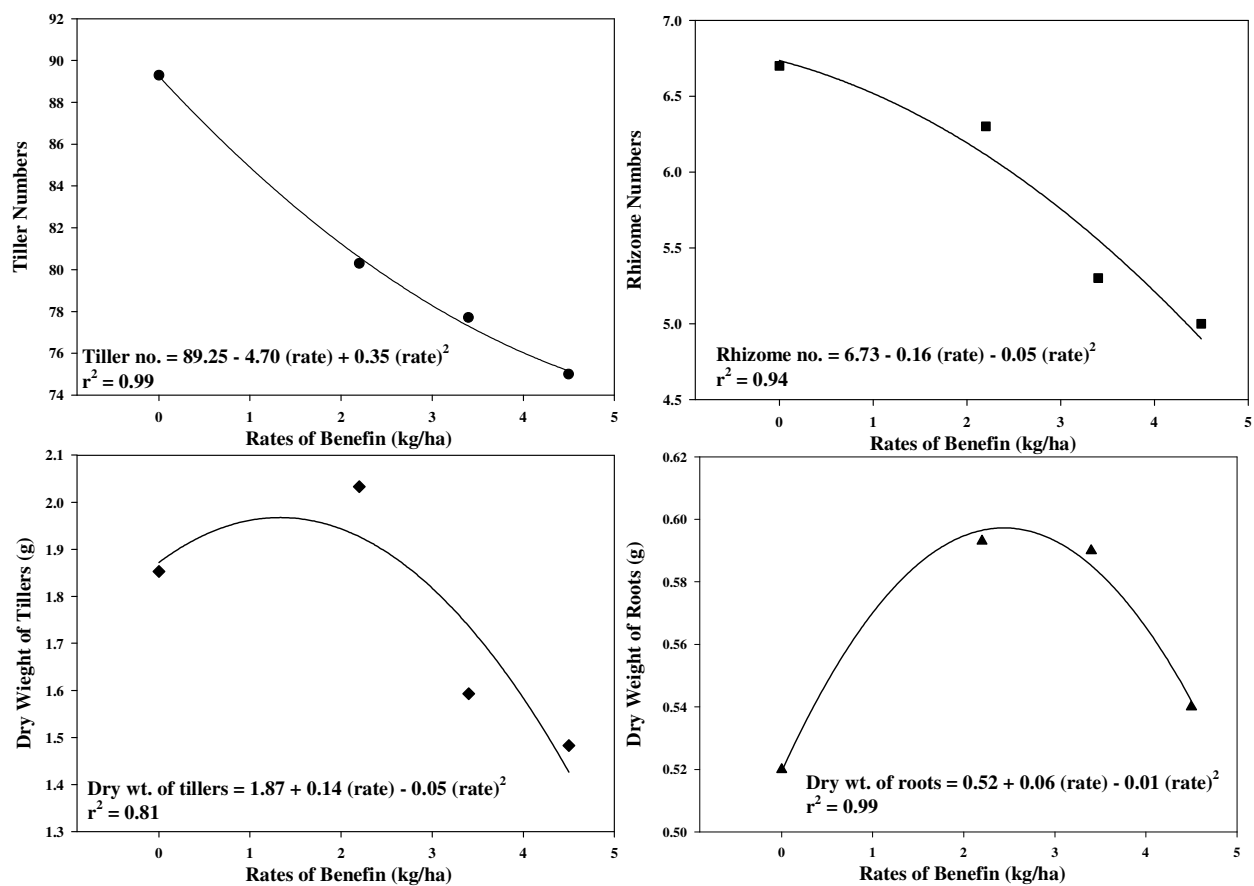 92
90
88
86
84
82
80
78
76
74
Tiller Numbers
Tiller no. = 89.25 - 4.70 (rate) + 0.35 (rate)²
r² = 0.99
0 1 2 3 4 5
Rates of Benefin (kg/ha)
7.0
6.5
6.0
5.5
5.0
4.5
Rhizome Numbers
Rhizome no. = 6.73 - 0.16 (rate) - 0.05 (rate)²
r² = 0.94
0 1 2 3 4 5
Rates of Benefin (kg/ha)
2.1
2.0
1.9
1.8
1.7
1.6
1.5
1.4
1.3
Dry Wieght of Tillers (g)
Dry wt. of tillers = 1.87 + 0.14 (rate) - 0.05 (rate)²
r² = 0.81
0 1 2 3 4 5
Rates of Benefin (kg/ha)
0.62
0.60
0.58
0.56
0.54
0.52
0.50
Dry Weight of Roots (g)
Dry wt. of roots = 0.52 + 0.06 (rate) - 0.01 (rate)²
r² = 0.99
0 1 2 3 4 5
Rates of Benefin (kg/ha)